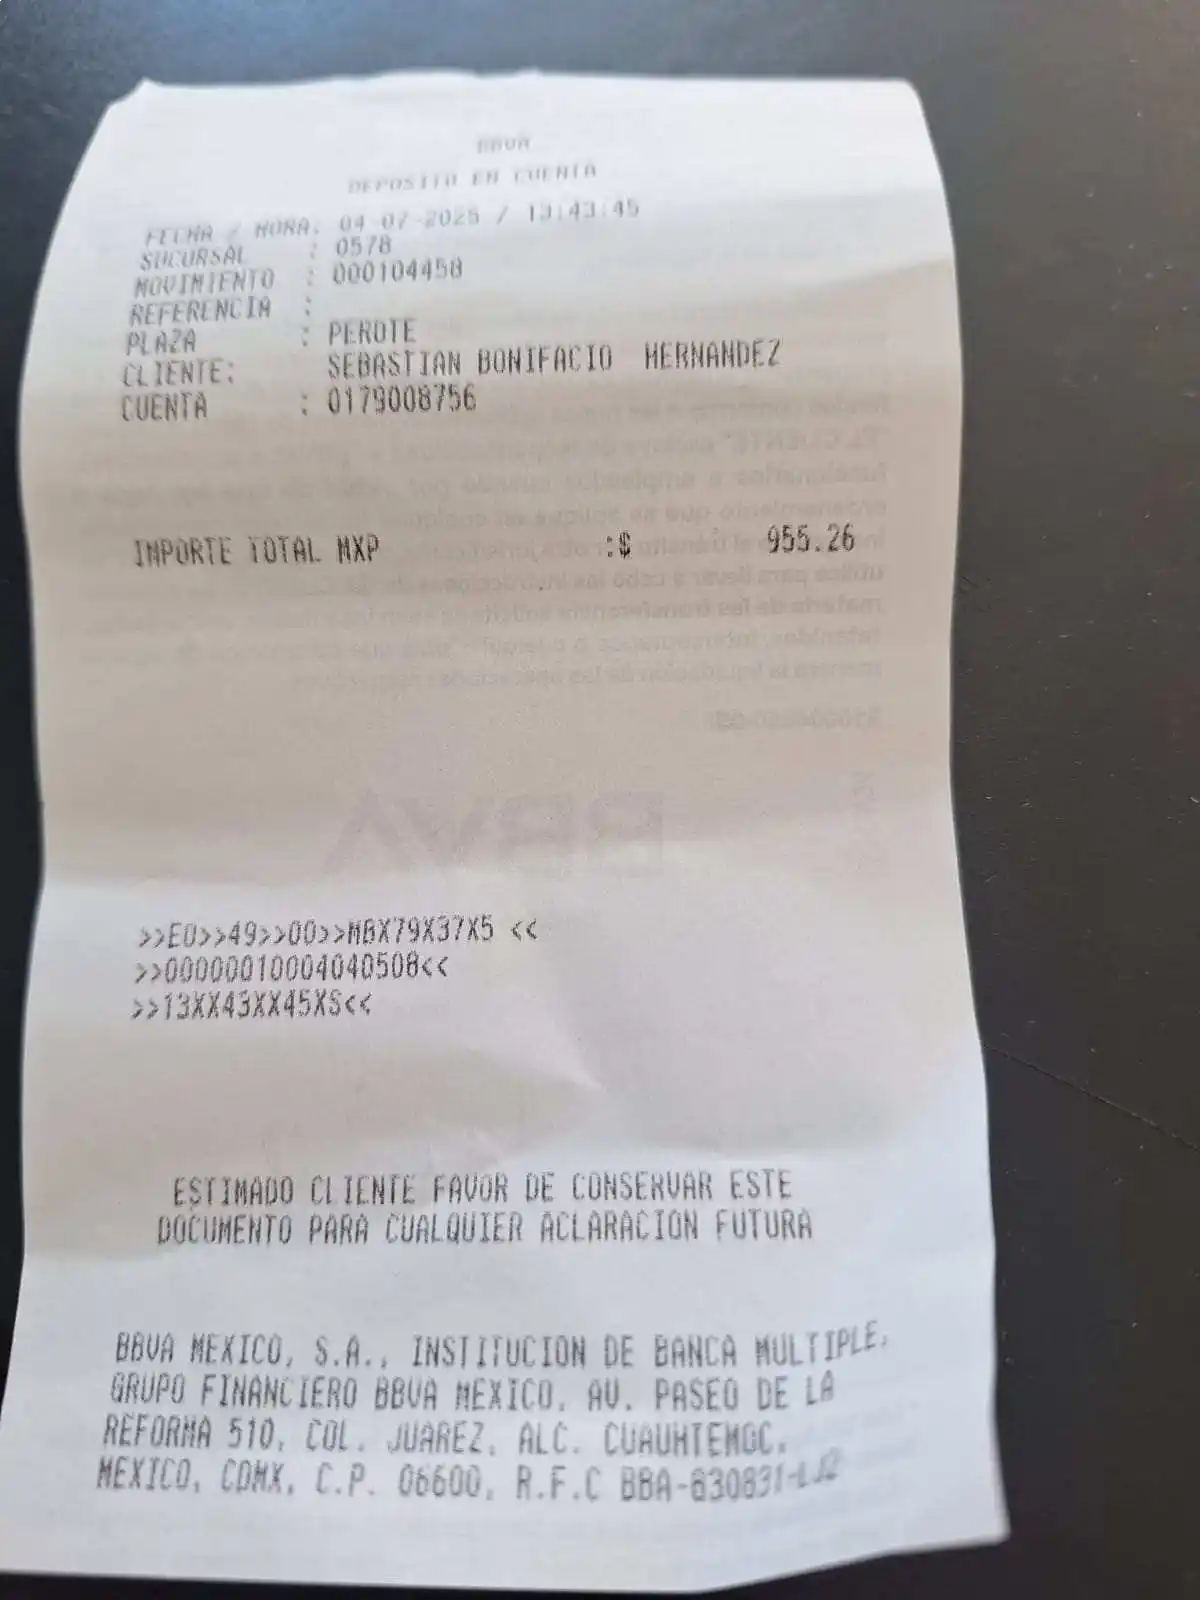 BBVA
DEPOSITO EN CUENTA
FECHA / HORA: 04-07-2025 / 13:43:45
SUCURSAL : 0578
MOVIMIENTO : 000104458
REFERENCIA :
PLAZA : PEROTE
CLIENTE: SEBASTIAN BONIFACIO HERNANDEZ
CUENTA : 0179008756
IMPORTE TOTAL MXP :$ 955.26
BBVA
>>E0>>49>>00>>MBX79X37X5 <<
>>00000010004040508<<
>>13XX43XX45XS<<
ESTIMADO CLIENTE FAVOR DE CONSERVAR ESTE
DOCUMENTO PARA CUALQUIER ACLARACION FUTURA
BBVA MEXICO, S.A., INSTITUCION DE BANCA MULTIPLE,
GRUPO FINANCIERO BBVA MEXICO. AV. PASEO DE LA
REFORMA 510, COL. JUAREZ, ALC. CUAUHTEMOC,
MEXICO, CDMX, C.P. 06600, R.F.C BBA-830831-LJ2